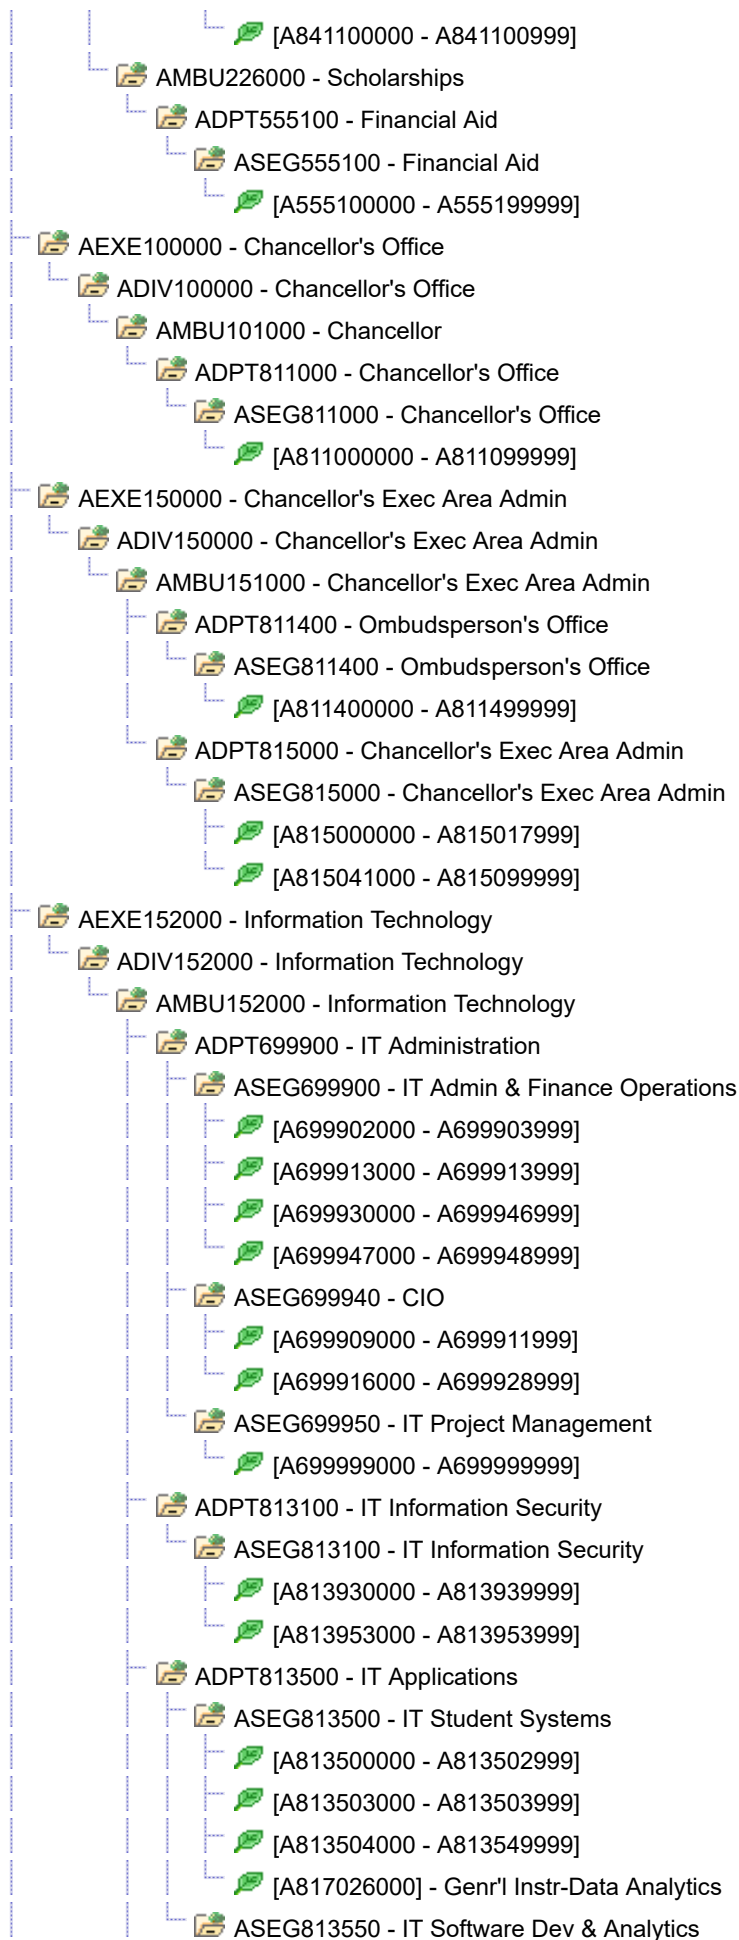 [A841100000 - A841100999]
AMBU226000 - Scholarships
ADPT555100 - Financial Aid
ASEG555100 - Financial Aid
[A555100000 - A555199999]
AEXE100000 - Chancellor's Office
ADIV100000 - Chancellor's Office
AMBU101000 - Chancellor
ADPT811000 - Chancellor's Office
ASEG811000 - Chancellor's Office
[A811000000 - A811099999]
AEXE150000 - Chancellor's Exec Area Admin
ADIV150000 - Chancellor's Exec Area Admin
AMBU151000 - Chancellor's Exec Area Admin
ADPT811400 - Ombudsperson's Office
ASEG811400 - Ombudsperson's Office
[A811400000 - A811499999]
ADPT815000 - Chancellor's Exec Area Admin
ASEG815000 - Chancellor's Exec Area Admin
[A815000000 - A815017999]
[A815041000 - A815099999]
AEXE152000 - Information Technology
ADIV152000 - Information Technology
AMBU152000 - Information Technology
ADPT699900 - IT Administration
ASEG699900 - IT Admin & Finance Operations
[A699902000 - A699903999]
[A699913000 - A699913999]
[A699930000 - A699946999]
[A699947000 - A699948999]
ASEG699940 - CIO
[A699909000 - A699911999]
[A699916000 - A699928999]
ASEG699950 - IT Project Management
[A699999000 - A699999999]
ADPT813100 - IT Information Security
ASEG813100 - IT Information Security
[A813930000 - A813939999]
[A813953000 - A813953999]
ADPT813500 - IT Applications
ASEG813500 - IT Student Systems
[A813500000 - A813502999]
[A813503000 - A813503999]
[A813504000 - A813549999]
[A817026000] - Genr'l Instr-Data Analytics
ASEG813550 - IT Software Dev & Analytics